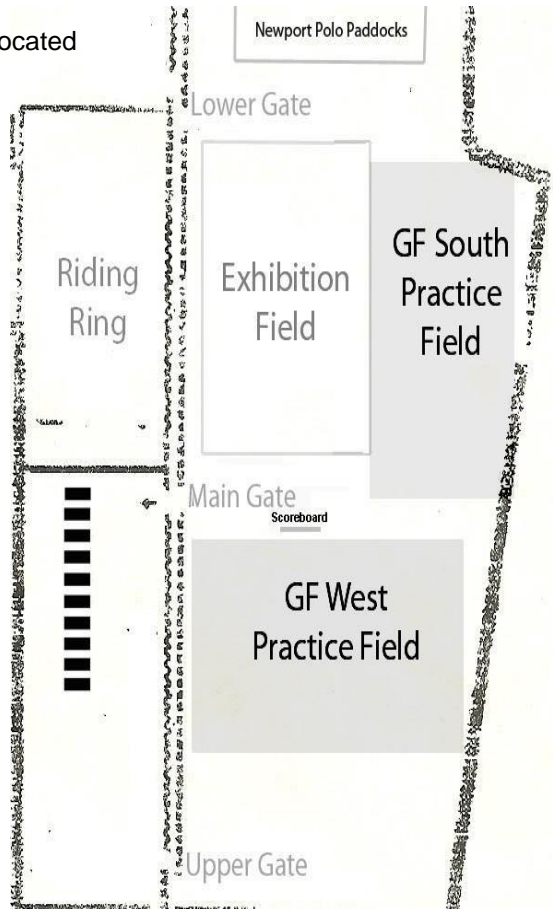 ocated
Newport Polo Paddocks
Lower Gate
Riding
Ring
Exhibition
Field
GF South
Practice
Field
Main Gate
Scoreboard
GF West
Practice Field
Upper Gate